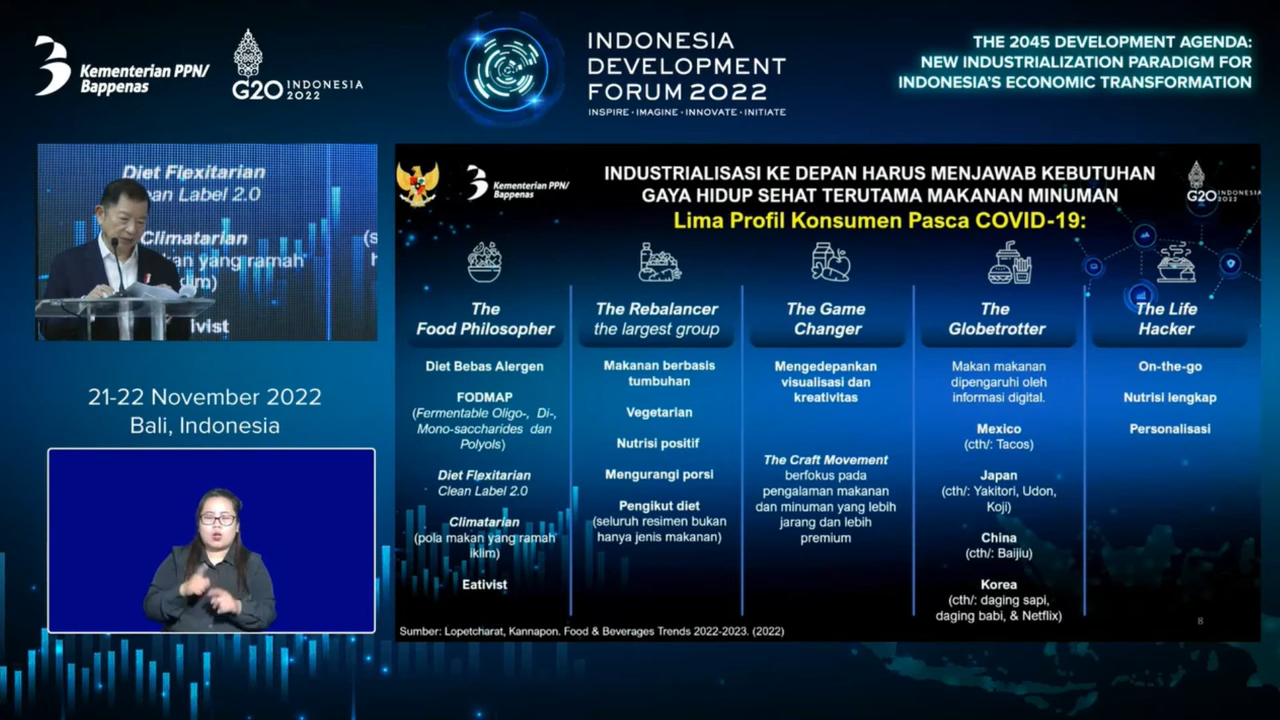 Kementerian PPN/
Bappenas
G20 INDONESIA
2022
INDONESIA
DEVELOPMENT
FORUM 2022
INSPIRE · IMAGINE · INNOVATE · INITIATE
THE 2045 DEVELOPMENT AGENDA:
NEW INDUSTRIALIZATION PARADIGM FOR
INDONESIA'S ECONOMIC TRANSFORMATION
Diet Flexitarian
ean Label 2.0
Climatarian
ran yang ramah
klim)
ivist
(s
h
21-22 November 2022
Bali, Indonesia
Kementerian PPN/
Bappenas
INDUSTRIALISASI KE DEPAN HARUS MENJAWAB KEBUTUHAN
GAYA HIDUP SEHAT TERUTAMA MAKANAN MINUMAN
Lima Profil Konsumen Pasca COVID-19:
G20 INDONESIA
2022
The
Food Philosopher
Diet Bebas Alergen
FODMAP
(Fermentable Oligo-, Di-,
Mono-saccharides dan
Polyols)
Diet Flexitarian
Clean Label 2.0
Climatarian
(pola makan yang ramah
iklim)
Eativist
The Rebalancer
the largest group
Makanan berbasis
tumbuhan
Vegetarian
Nutrisi positif
Mengurangi porsi
Pengikut diet
(seluruh resimen bukan
hanya jenis makanan)
The Game
Changer
Mengedepankan
visualisasi dan
kreativitas
The Craft Movement
berfokus pada
pengalaman makanan
dan minuman yang lebih
jarang dan lebih
premium
The
Globetrotter
Makan makanan
dipengaruhi oleh
informasi digital.
Mexico
(cth/: Tacos)
Japan
(cth/: Yakitori, Udon,
Koji)
China
(cth/: Baijiu)
Korea
(cth/: daging sapi,
daging babi, & Netflix)
The Life
Hacker
On-the-go
Nutrisi lengkap
Personalisasi
8
Sumber: Lopetcharat, Kannapon. Food & Beverages Trends 2022-2023. (2022)